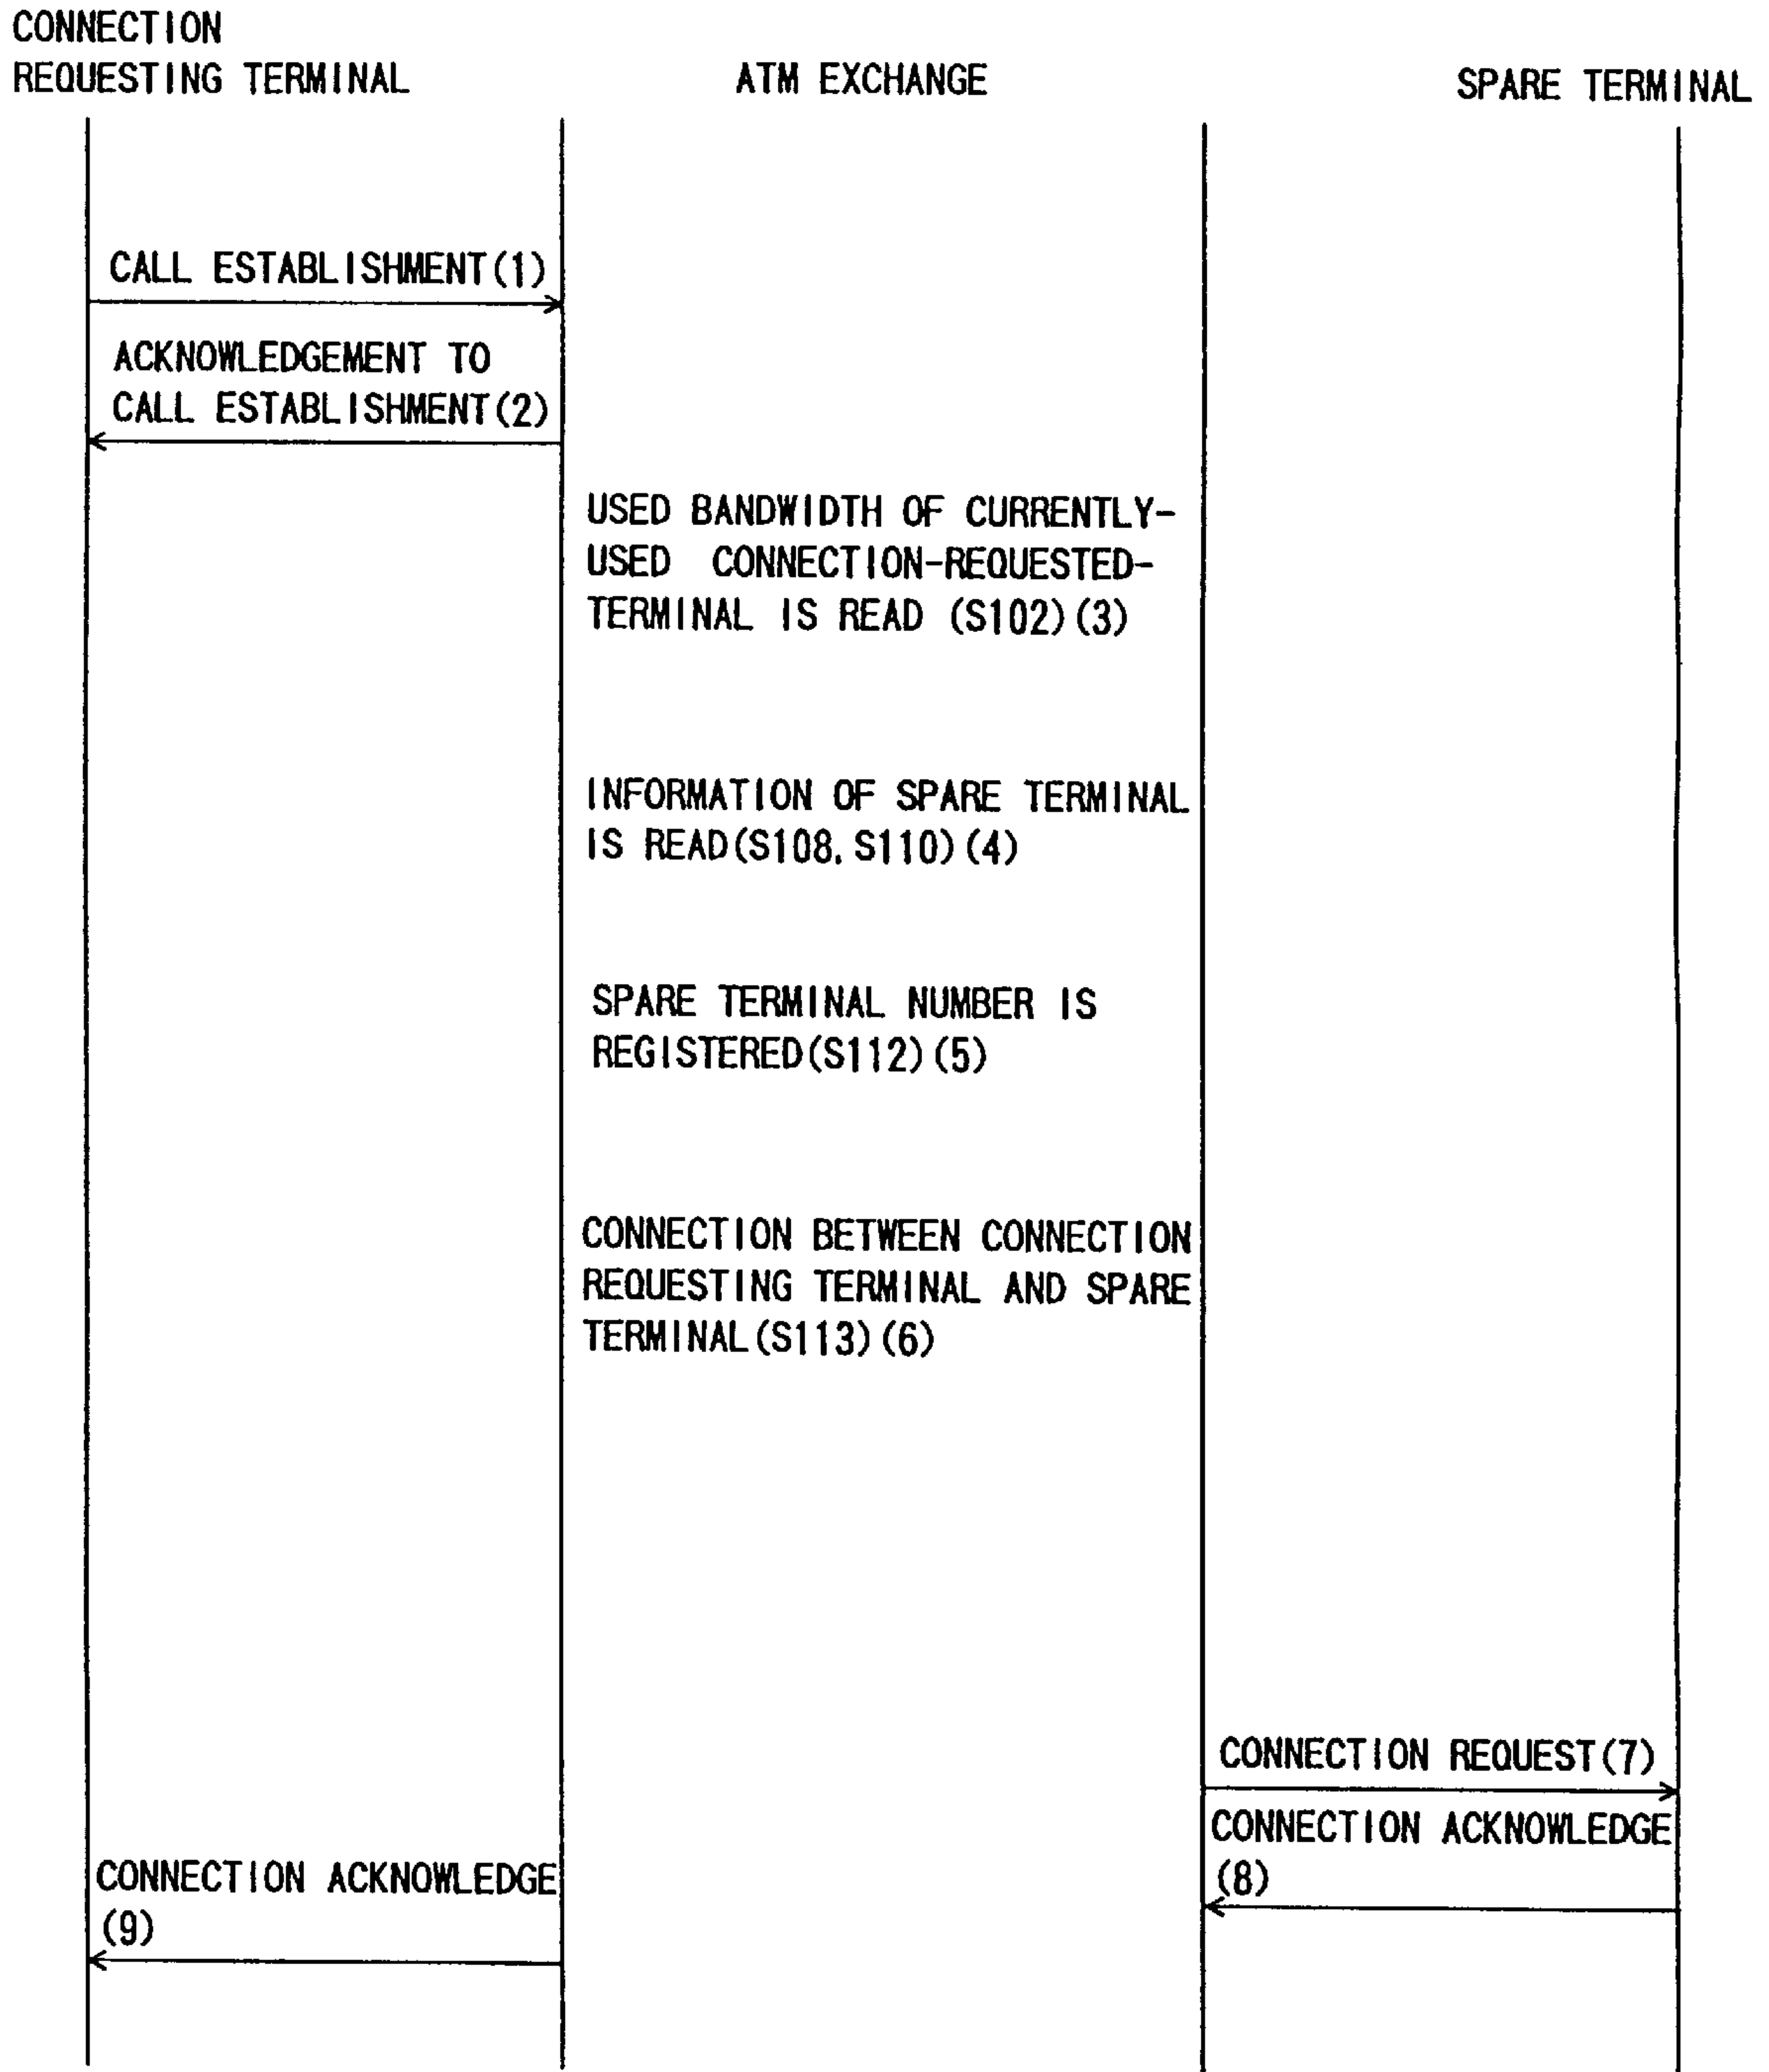 CONNECTION
REQUESTING TERMINAL
ATM EXCHANGE
SPARE TERMINAL
CALL ESTABLISHMENT(1)
ACKNOWLEDGEMENT TO
CALL ESTABLISHMENT(2)
USED BANDWIDTH OF CURRENTLY-
USED CONNECTION-REQUESTED-
TERMINAL IS READ (S102)(3)
INFORMATION OF SPARE TERMINAL
IS READ(S108, S110)(4)
SPARE TERMINAL NUMBER IS
REGISTERED(S112)(5)
CONNECTION BETWEEN CONNECTION
REQUESTING TERMINAL AND SPARE
TERMINAL(S113)(6)
CONNECTION REQUEST(7)
CONNECTION ACKNOWLEDGE
(8)
CONNECTION ACKNOWLEDGE
(9)